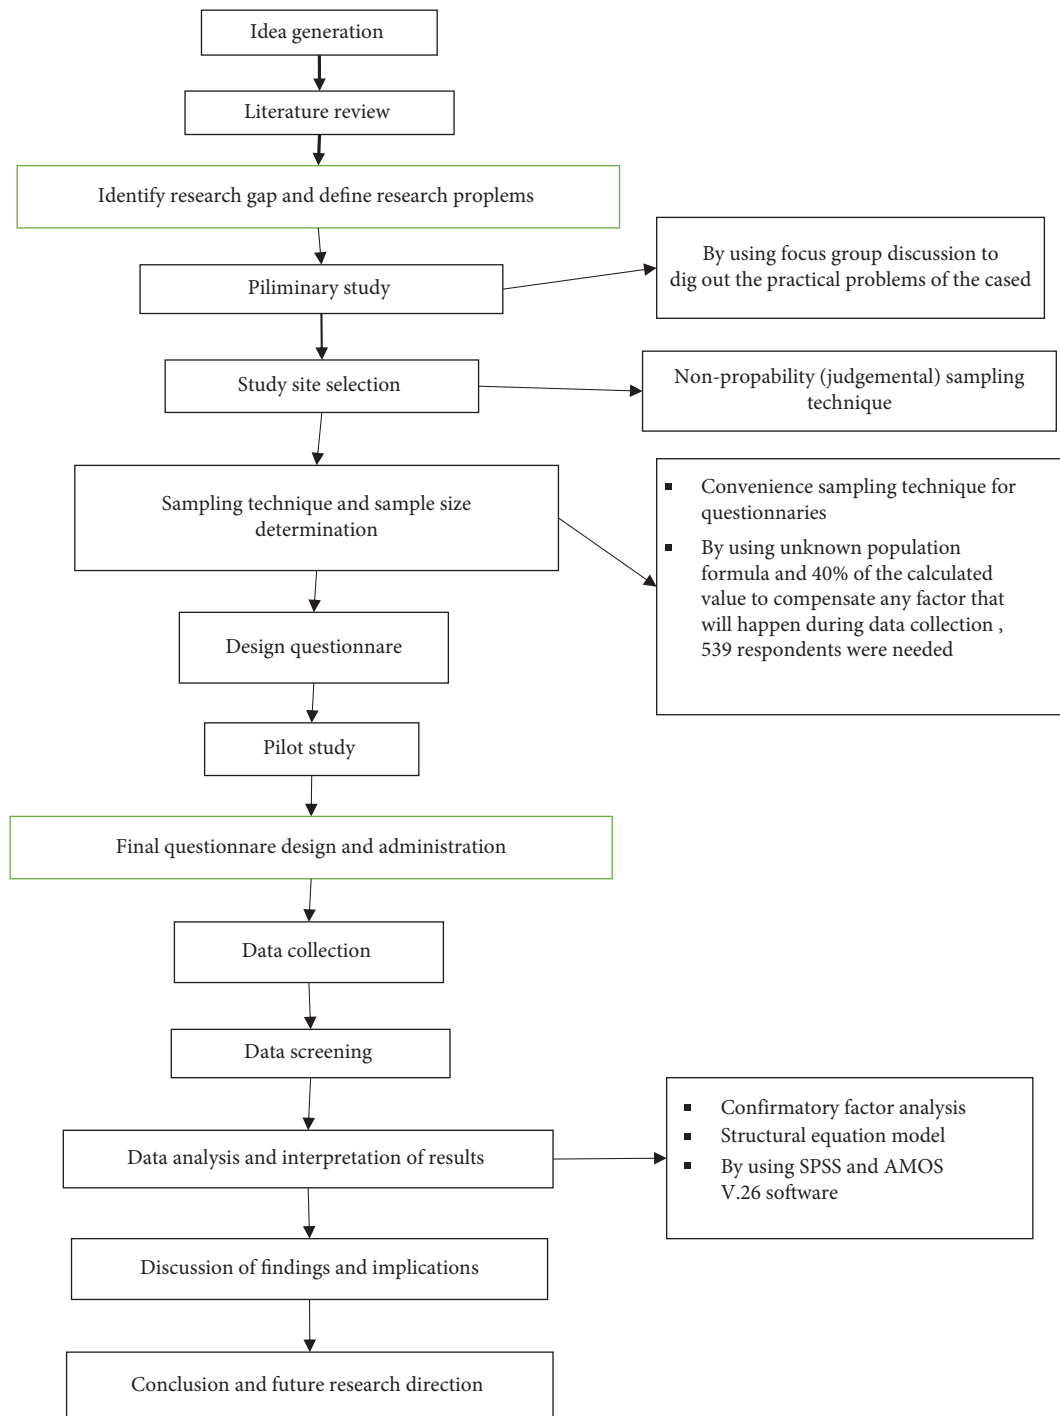 Idea generation
Literature review
Identify research gap and define research proplems
Piliminary study
By using focus group discussion to
dig out the practical problems of the cased
Study site selection
Non-propability (judgemental) sampling
technique
Sampling technique and sample size
determination
▪ Convenience sampling technique for
questionnaries
▪ By using unknown population
formula and 40% of the calculated
value to compensate any factor that
will happen during data collection ,
539 respondents were needed
Design questionnare
Pilot study
Final questionnare design and administration
Data collection
Data screening
Data analysis and interpretation of results
▪ Confirmatory factor analysis
▪ Structural equation model
▪ By using SPSS and AMOS
V.26 software
Discussion of findings and implications
Conclusion and future research direction